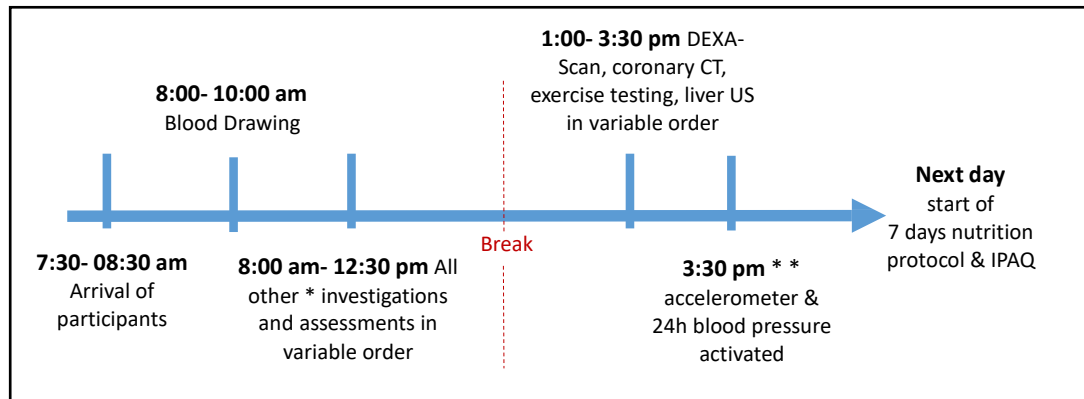 8:00- 10:00 am
Blood Drawing
1:00- 3:30 pm DEXA-
Scan, coronary CT,
exercise testing, liver US
in variable order
7:30- 08:30 am
Arrival of
participants
8:00 am- 12:30 pm All
other * investigations
and assessments in
variable order
Break
3:30 pm * *
accelerometer &
24h blood pressure
activated
Next day
start of
7 days nutrition
protocol & IPAQ